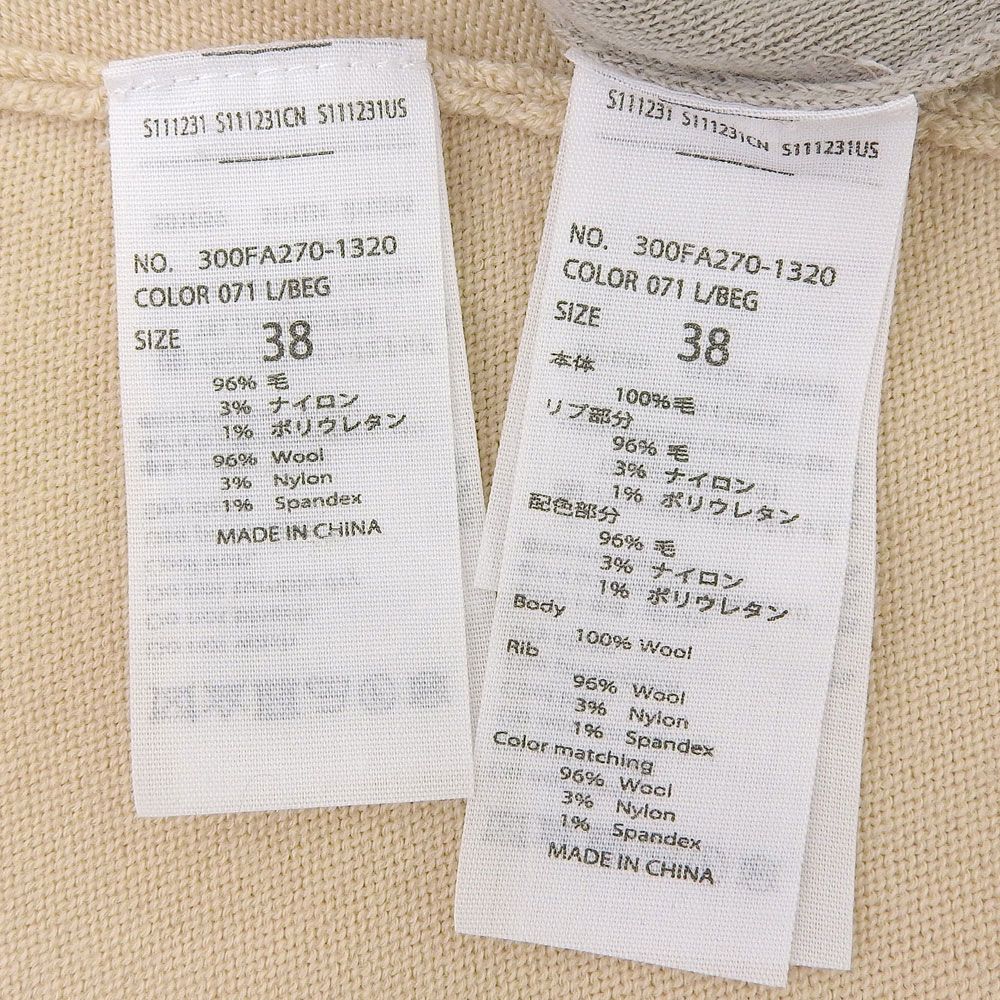 S111231 S111231CN S111231US
NO. 300FA270-1320
COLOR 071 L/BEG
SIZE 38
96% 毛
3% ナイロン
1% ポリウレタン
96% Wool
3% Nylon
1% Spandex
MADE IN CHINA
S111231 S111231CN S111231US
NO. 300FA270-1320
COLOR 071 L/BEG
SIZE 38
本体
100%毛
リブ部分
96% 毛
3% ナイロン
1% ポリウレタン
配色部分
96% 毛
3% ナイロン
1% ポリウレタン
Body
100% Wool
Rib
96% Wool
3% Nylon
1% Spandex
Color matching
96% Wool
3% Nylon
1% Spandex
MADE IN CHINA